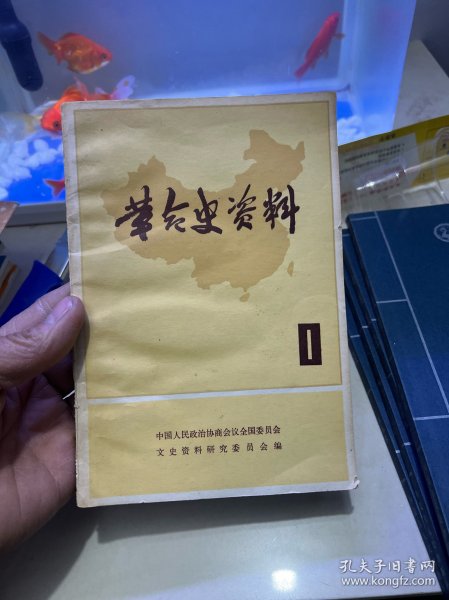 革命史资料
1
中国人民政治协商会议全国委员会
文史资料研究委员会编
孔夫子旧书网
www.kongfz.com